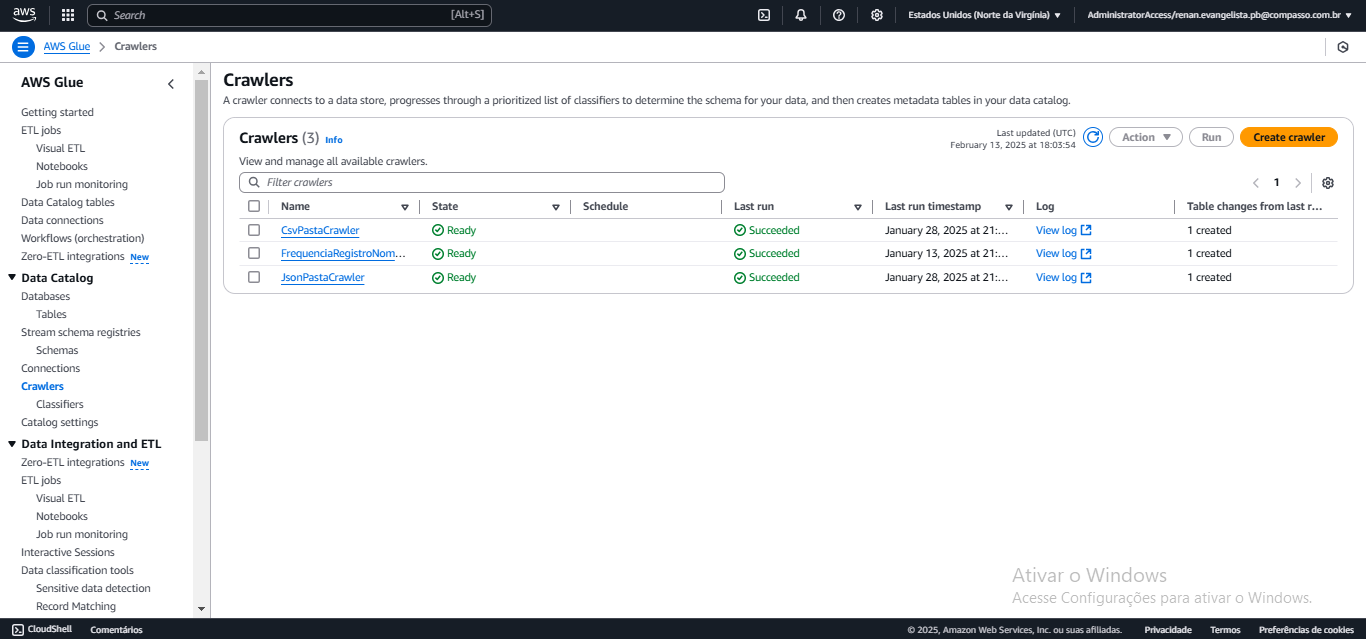 aws
Search
[Alt+S]
Estados Unidos (Norte da Virgínia)
AdministratorAccess/renan.evangelista.pb@compasso.com.br
AWS Glue
Crawlers
AWS Glue
Getting started
ETL jobs
Visual ETL
Notebooks
Job run monitoring
Data Catalog tables
Data connections
Workflows (orchestration)
Zero-ETL integrations New
Data Catalog
Databases
Tables
Stream schema registries
Schemas
Connections
Crawlers
Classifiers
Catalog settings
Data Integration and ETL
Zero-ETL integrations New
ETL jobs
Visual ETL
Notebooks
Job run monitoring
Interactive Sessions
Data classification tools
Sensitive data detection
Record Matching
Crawlers
A crawler connects to a data store, progresses through a prioritized list of classifiers to determine the schema for your data, and then creates metadata tables in your data catalog.
Crawlers (3) Info
Last updated (UTC)
February 13, 2025 at 18:03:54
Action
Run
Create crawler
View and manage all available crawlers.
Filter crawlers
1
Name State Schedule Last run Last run timestamp Log Table changes from last r...
CsvPastaCrawler Ready Succeeded January 28, 2025 at 21:... View log 1 created
FrequenciaRegistroNom... Ready Succeeded January 13, 2025 at 21:... View log 1 created
JsonPastaCrawler Ready Succeeded January 28, 2025 at 21:... View log 1 created
Ativar o Windows
Acesse Configurações para ativar o Windows.
CloudShell
Comentários
© 2025, Amazon Web Services, Inc. ou suas afiliadas.
Privacidade
Termos
Preferências de cookies